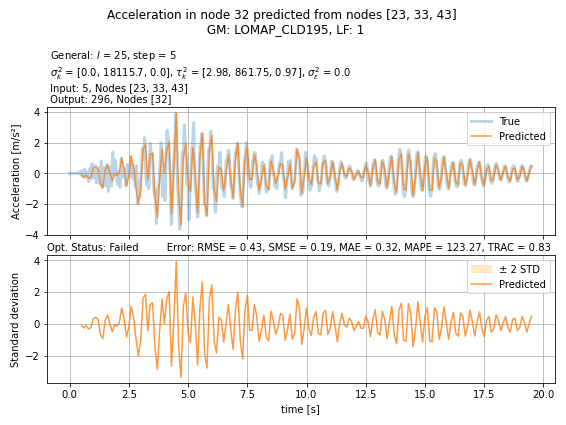 Acceleration in node 32 predicted from nodes [23, 33, 43]
GM: LOMAP_CLD195, LF: 1
General: l = 25, step = 5
σ²ₖ = [0.0, 18115.7, 0.0], τ²ₖ = [2.98, 861.75, 0.97], σ²ε = 0.0
Input: 5, Nodes [23, 33, 43]
Output: 296, Nodes [32]
4
2
0
−2
−4
Acceleration [m/s²]
True
Predicted
Opt. Status: Failed Error: RMSE = 0.43, SMSE = 0.19, MAE = 0.32, MAPE = 123.27, TRAC = 0.83
4
2
0
−2
Standard deviation
± 2 STD
Predicted
0.0 2.5 5.0 7.5 10.0 12.5 15.0 17.5 20.0
time [s]